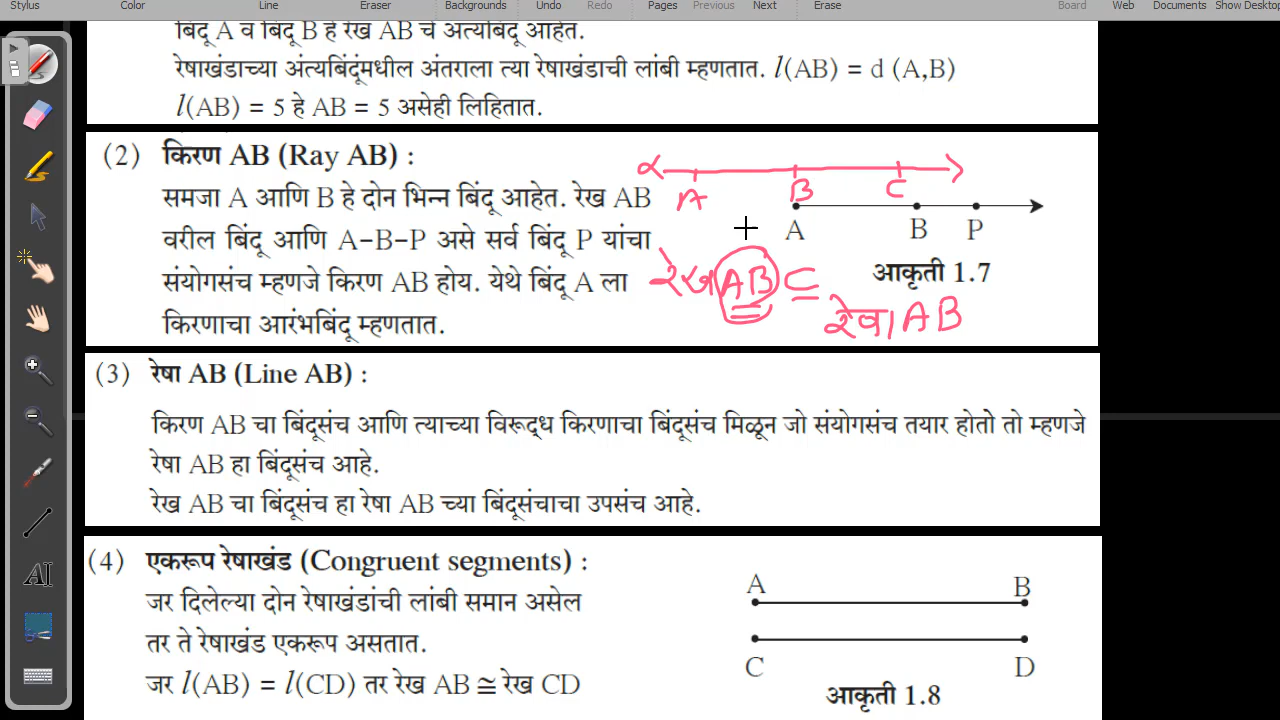 Stylus Color Line Eraser Backgrounds Undo Redo Pages Previous Next Erase Board Web Documents Show Desktop
बिंदू A व बिंदू B हे रेख AB चे अंत्यबिंदू आहेत.
रेषाखंडाच्या अंत्यबिंदूंमधील अंतराला त्या रेषाखंडाची लांबी म्हणतात. l(AB) = d (A,B)
l(AB) = 5 हे AB = 5 असेही लिहितात.
(2) किरण AB (Ray AB) :
समजा A आणि B हे दोन भिन्न बिंदू आहेत. रेख AB
वरील बिंदू आणि A-B-P असे सर्व बिंदू P यांचा
संयोगसंच म्हणजे किरण AB होय. येथे बिंदू A ला
किरणाचा आरंभबिंदू म्हणतात.
A B C
A B P
आकृती 1.7
रेख AB C
रेषा AB
(3) रेषा AB (Line AB) :
किरण AB चा बिंदूसंच आणि त्याच्या विरूद्ध किरणाचा बिंदूसंच मिळून जो संयोगसंच तयार होतो तो म्हणजे
रेषा AB हा बिंदूसंच आहे.
रेख AB चा बिंदूसंच हा रेषा AB च्या बिंदूसंचाचा उपसंच आहे.
(4) एकरूप रेषाखंड (Congruent segments) :
जर दिलेल्या दोन रेषाखंडांची लांबी समान असेल
तर ते रेषाखंड एकरूप असतात.
जर l(AB) = l(CD) तर रेख AB ≅ रेख CD
A B
C D
आकृती 1.8
AI